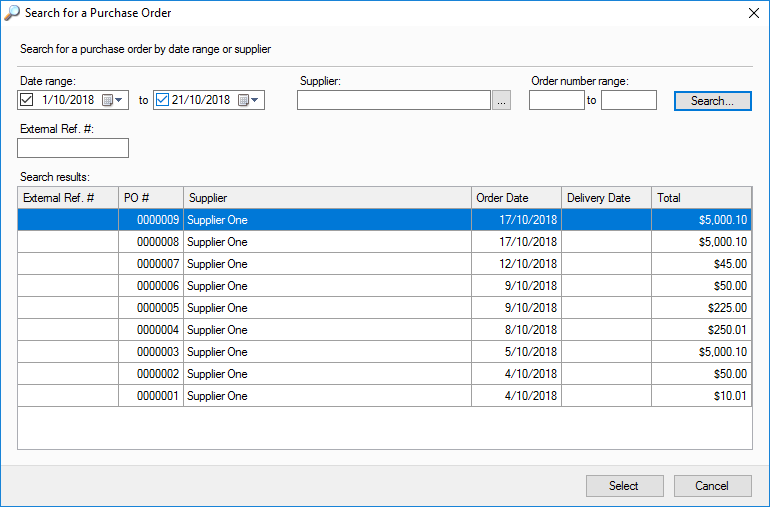 Search for a Purchase Order
Search for a purchase order by date range or supplier
Date range: Supplier: Order number range:
1/10/2018 to 21/10/2018 ... to Search...
External Ref. #:
Search results:
External Ref. # PO # Supplier Order Date Delivery Date Total
0000009 Supplier One 17/10/2018 $5,000.10
0000008 Supplier One 17/10/2018 $5,000.10
0000007 Supplier One 12/10/2018 $45.00
0000006 Supplier One 9/10/2018 $50.00
0000005 Supplier One 9/10/2018 $225.00
0000004 Supplier One 8/10/2018 $250.01
0000003 Supplier One 5/10/2018 $5,000.10
0000002 Supplier One 4/10/2018 $50.00
0000001 Supplier One 4/10/2018 $10.01
Select Cancel